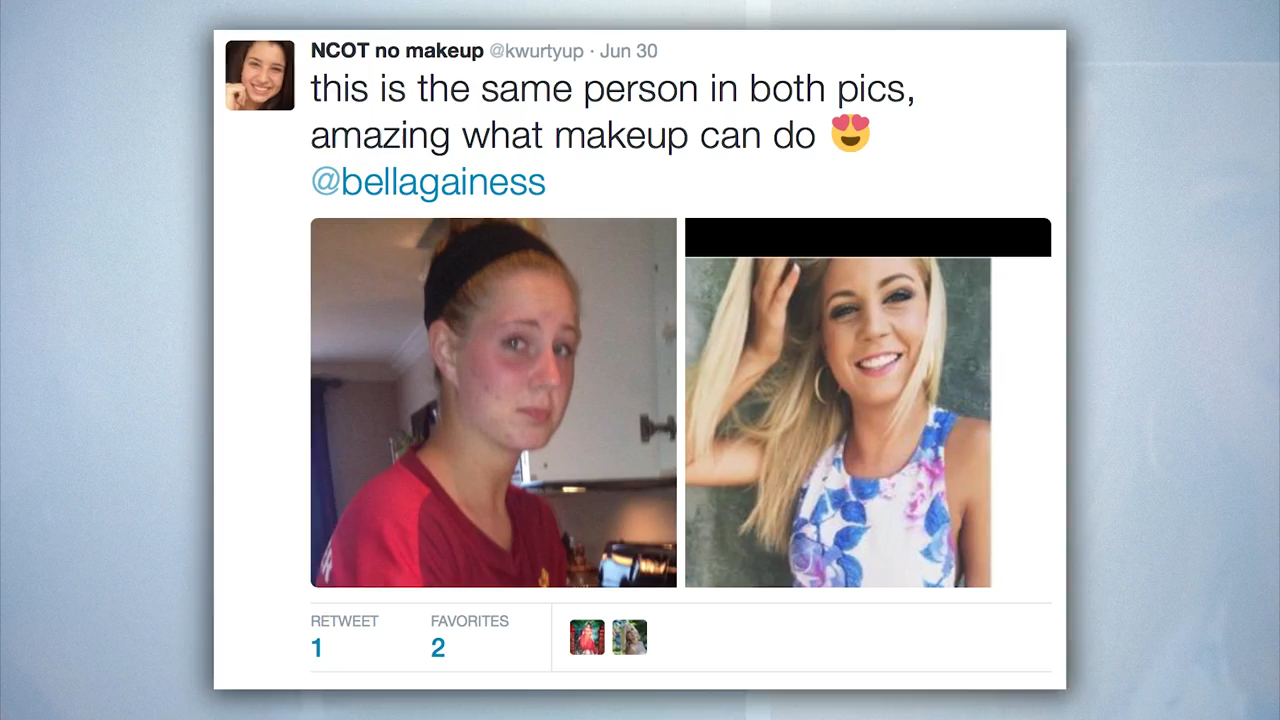 NCOT no makeup @kwurtyup · Jun 30
this is the same person in both pics,
amazing what makeup can do 😍
@bellagainess
RETWEET
1
FAVORITES
2